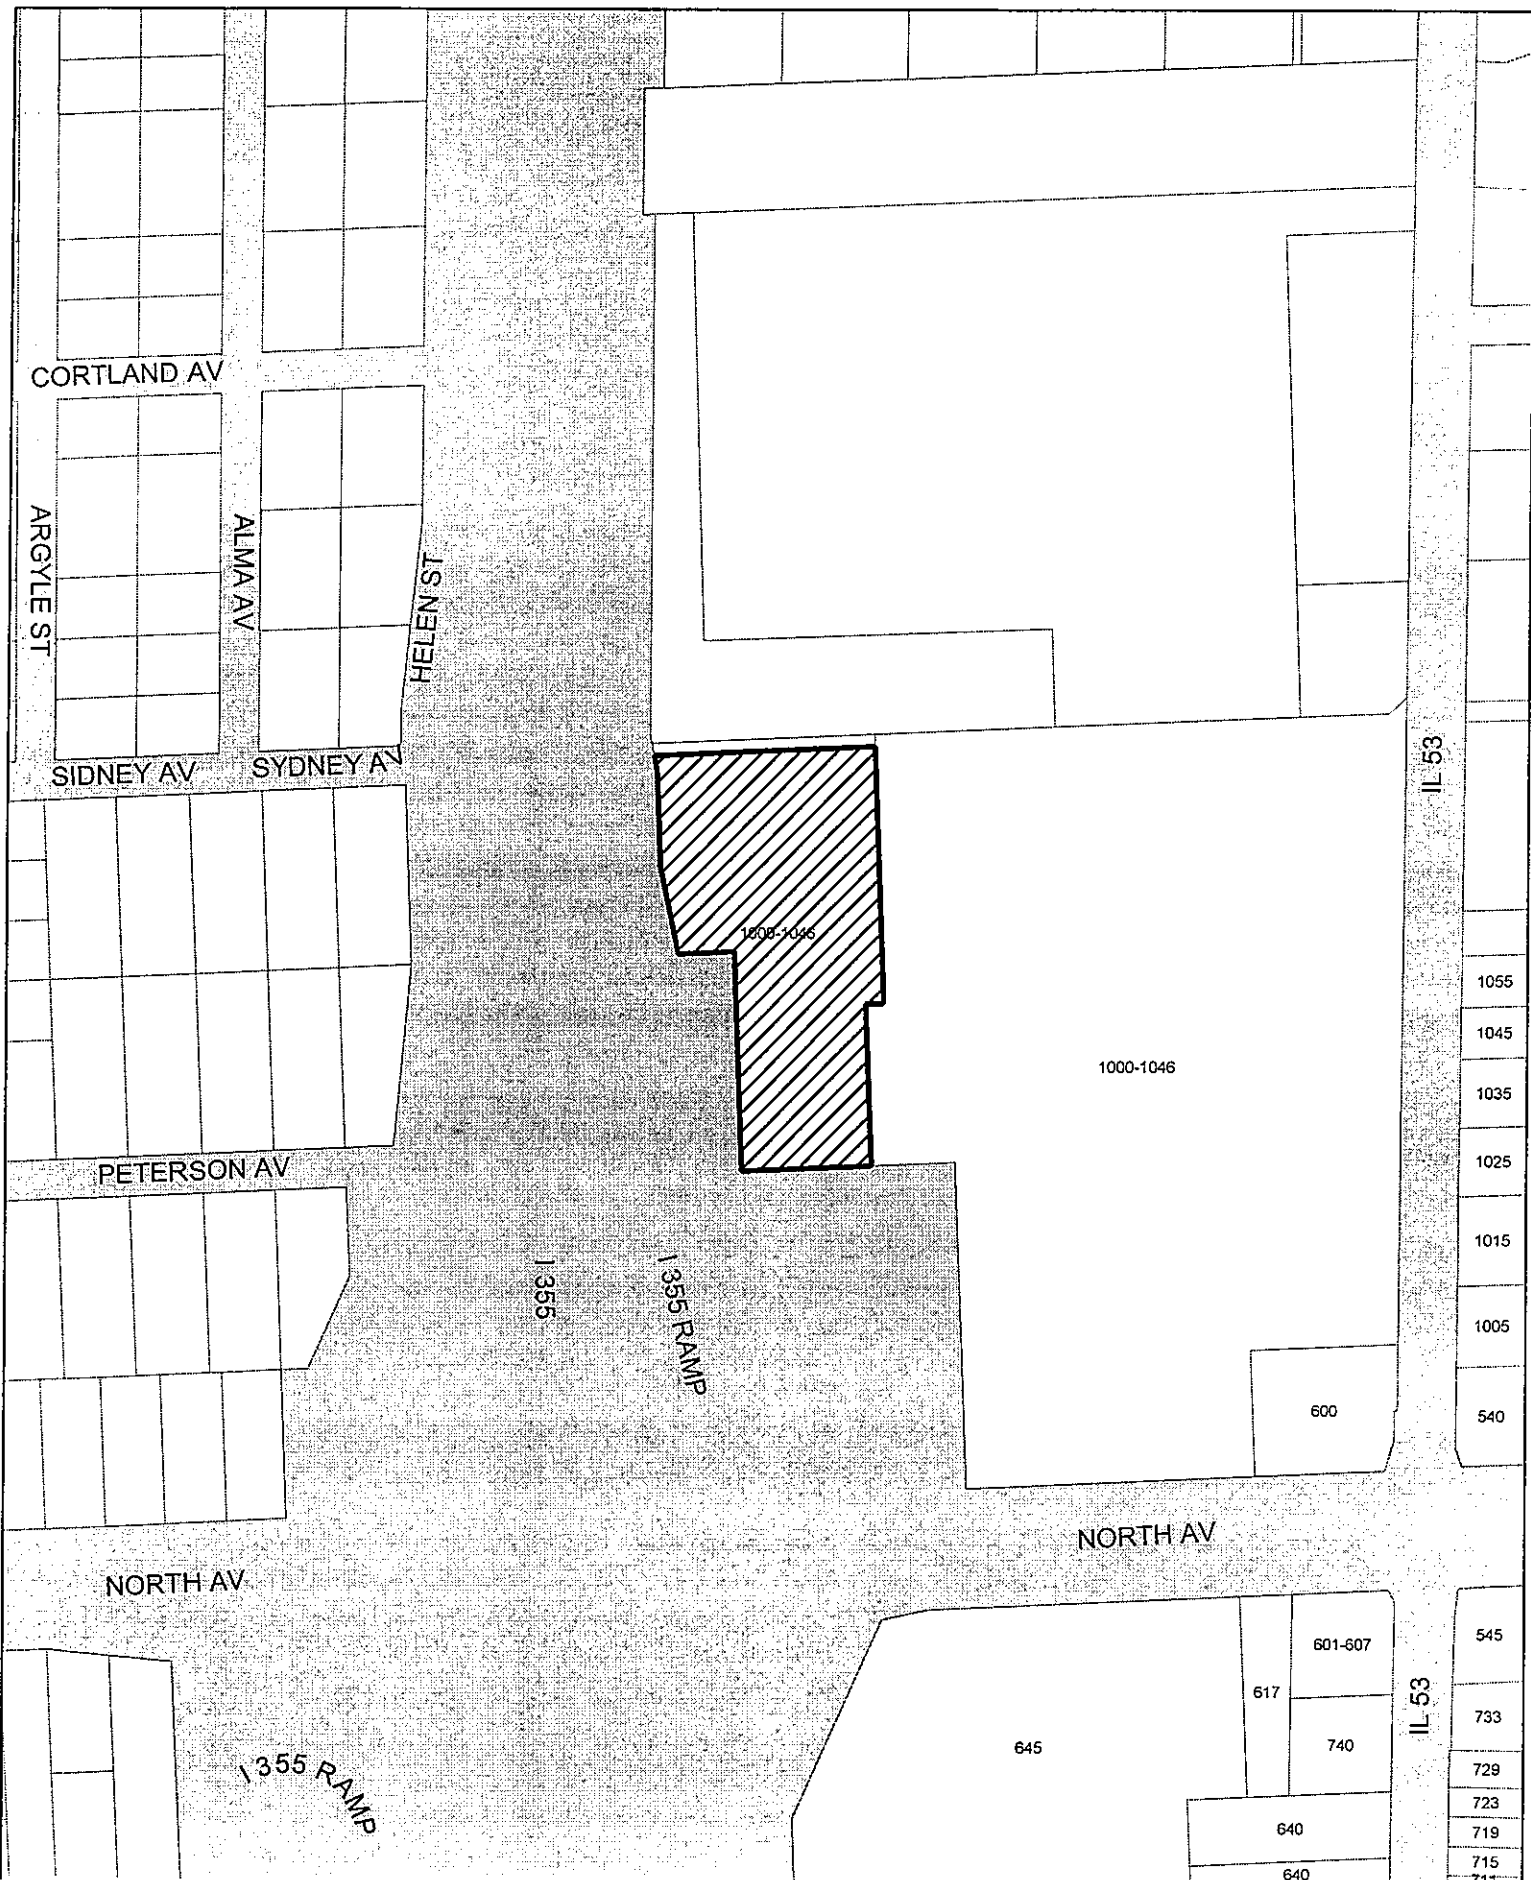 CORTLAND AV
ARGYLE ST
ALMA AV
HELEN ST
SIDNEY AV
SYDNEY AV
IL 53
1000-1046
1055
1045
1035
1000-1046
1025
PETERSON AV
1015
I 355
I 355 RAMP
1005
600
540
NORTH AV
NORTH AV
601-607
545
617
IL 53
733
645
740
729
I 355 RAMP
723
640
719
715
640